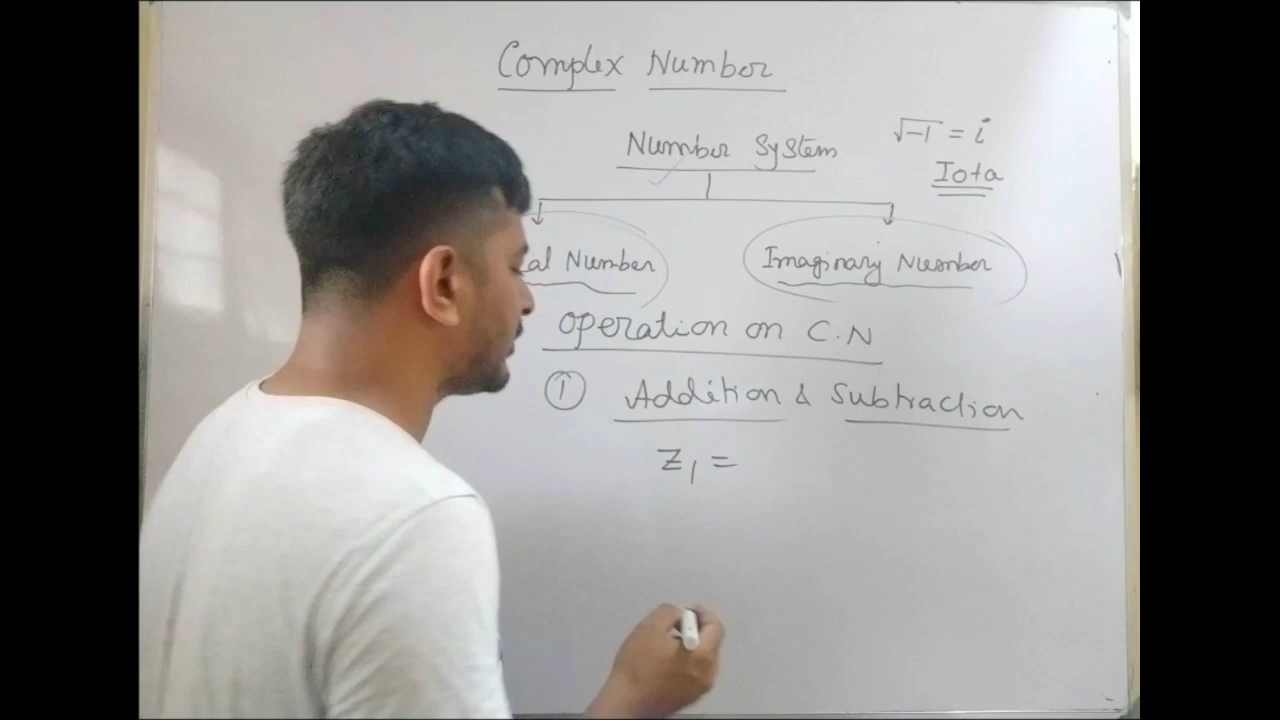 Complex Number
Number System
√-1 = i
Iota
al Number
Imaginary Number
Operation on C.N
① Addition & Subtraction
Z₁ =